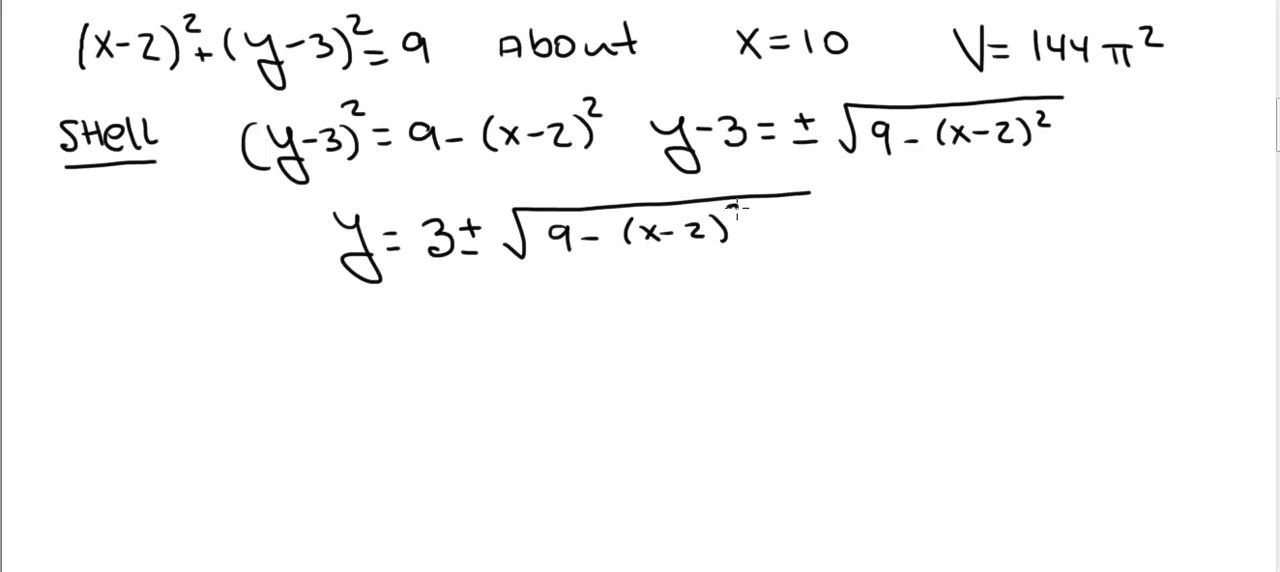 (x-2)²+(y-3)²=9 About x=10 V=144π²
SHell (y-3)²=9-(x-2)² y-3=±√(9-(x-2)²)
y=3±√(9-(x-2)